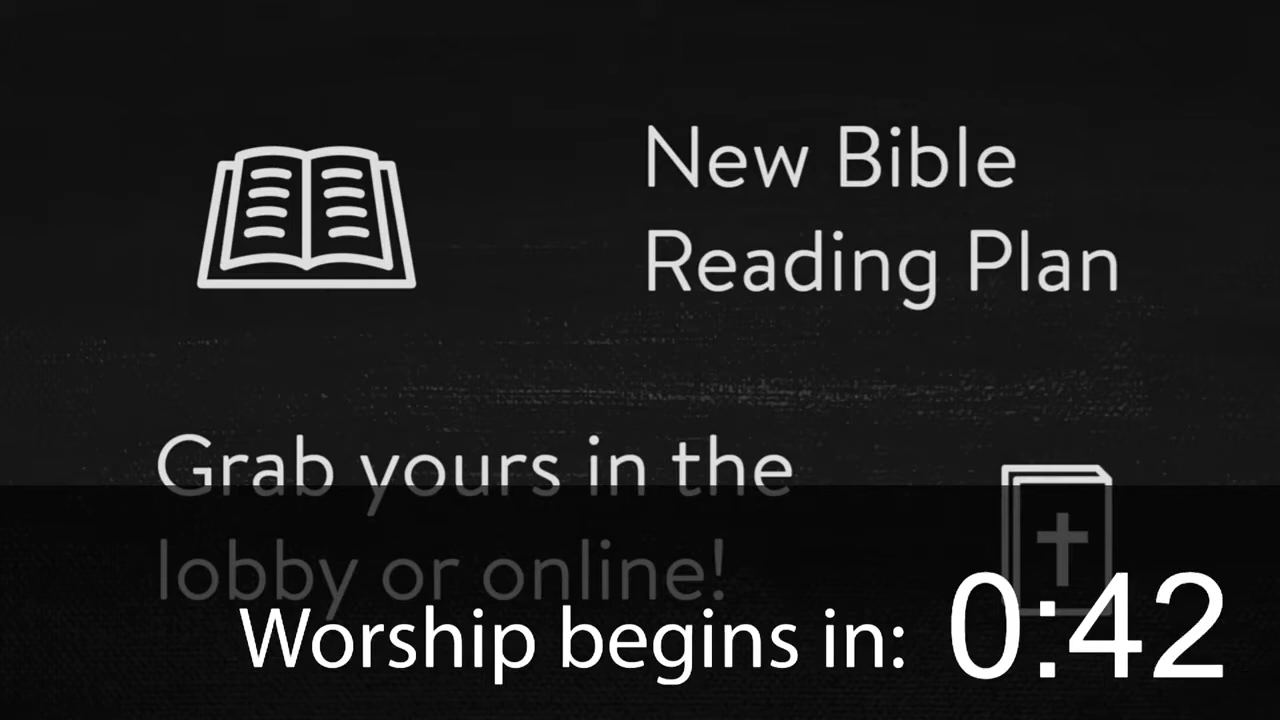 New Bible
Reading Plan
Grab yours in the
lobby or online!
Worship begins in: 0:42